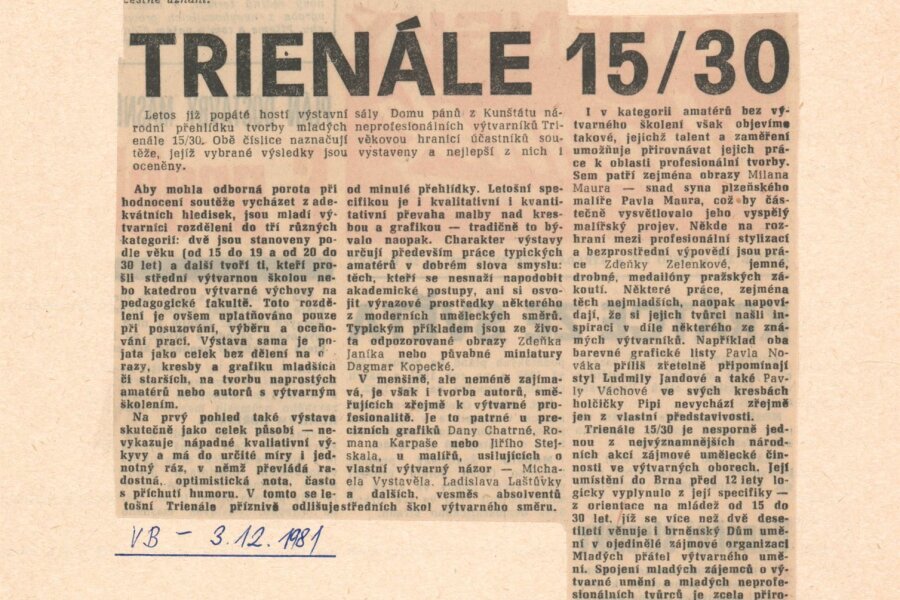 TRIENÁLE 15/30
Letos již popáté hostí výstavní sály Domu pánů z Kunštátu ná-
rodní přehlídku tvorby mladých neprofesionálních výtvarníků Tri-
enále 15/30. Obě číslice naznačují věkovou hranici účastníků sou-
těže, jejíž vybrané výsledky jsou vystaveny a nejlepší z nich i
oceněny.
Aby mohla odborná porota při
hodnocení soutěže vycházet z ade-
kvátních hledisek, jsou mladí vý-
tvarníci rozděleni do tří různých
kategorií: dvě jsou stanoveny po-
dle věku (od 15 do 19 a od 20 do
30 let) a další tvoří ti, kteří pro-
šli střední výtvarnou školou ne-
bo katedrou výtvarné výchovy na
pedagogické fakultě. Toto rozdě-
lení je ovšem uplatňováno pouze
při posuzování, výběru a oceňo-
vání prací. Výstava sama je po-
jata jako celek bez dělení na o
razy, kresby a grafiku mladších
či starších, na tvorbu naprostých
amatérů nebo autorů s výtvarným
školením.
Na prvý pohled také výstava
skutečně jako celek působí — ne-
vykazuje nápadné kvaliativní vý-
kyvy a má do určité míry i jed-
notný ráz, v němž převládá ra-
dostná, optimistická nota, často
s příchutí humoru. V tomto se le-
tošní Trienále příznivě odlišuje
od minulé přehlídky. Letošní spe-
cifikou je i kvalitativní i kvanti-
tativní převaha malby nad kres-
bou a grafikou — tradičně to bý-
valo naopak. Charakter výstavy
určují především práce typických
amatérů v dobrém slova smyslu:
těch, kteří se nesnaží napodobit
akademické postupy, ani si osvo-
jit výrazové prostředky některého
z moderních uměleckých směrů.
Typickým příkladem jsou ze živo-
ta odpozorované obrazy Zdeňka
Janíka nebo půvabné miniatury
Dagmar Kopecké.
V menšině, ale neméně zajíma-
vá, je však i tvorba autorů, smě-
řujících zřejmě k výtvarné pro-
fesionalitě. Je to patrné u pre-
cizních grafiků Dany Chatrné, Ro-
mana Karpaše nebo Jiřího Stej-
skala, u malířů, usilujících o
vlastní výtvarný názor — Micha-
ela Vystavěla, Ladislava Laštůvky
a dalších, vesměs absolventů
středních škol výtvarného směru.
I v kategorii amatérů bez vý-
tvarného školení však objevíme
takové, jejichž talent a zaměření
umožňuje přirovnávat jejich prá-
ce k oblasti profesionální tvorby.
Sem patří zejména obrazy Milana
Maura — snad syna plzeňského
malíře Pavla Maura, což by čás-
tečně vysvětlovalo jeho vyspělý
malířský projev. Někde na roz-
hraní mezi profesionální stylizací
a bezprostřední výpovědí jsou prá-
ce Zdeňky Zelenkové, jemné,
drobné, medailóny pražských zá-
koutí. Některé práce, zejména
těch nejmladších, naopak napoví-
dají, že si jejich tvůrci našli in-
spiraci v díle některého ze zná-
mých výtvarníků. Například oba
barevné grafické listy Pavla No-
váka příliš zřetelně připomínají
styl Ludmily Jandové a také Pav-
ly Váchové ve svých kresbách
holčičky Pipi nevychází zřejmě
jen z vlastní představivosti.
Trienále 15/30 je nesporně jed-
nou z nejvýznamnějších národ-
ních akcí zájmové umělecké čin-
nosti ve výtvarných oborech. Její
umístění do Brna před 12 lety lo-
gicky vyplynulo z její specifiky —
z orientace na mládež od 15 do
30 let, jíž se více než dvě dese-
tiletí věnuje i brněnský Dům umě-
ní v ojedinělé zájmové organizaci
Mladých přátel výtvarného umě-
ní. Spojení mladých zájemců o vý-
tvarné umění a mladých neprofe-
sionálních tvůrců je zcela přiro-
VB - 3.12.1981